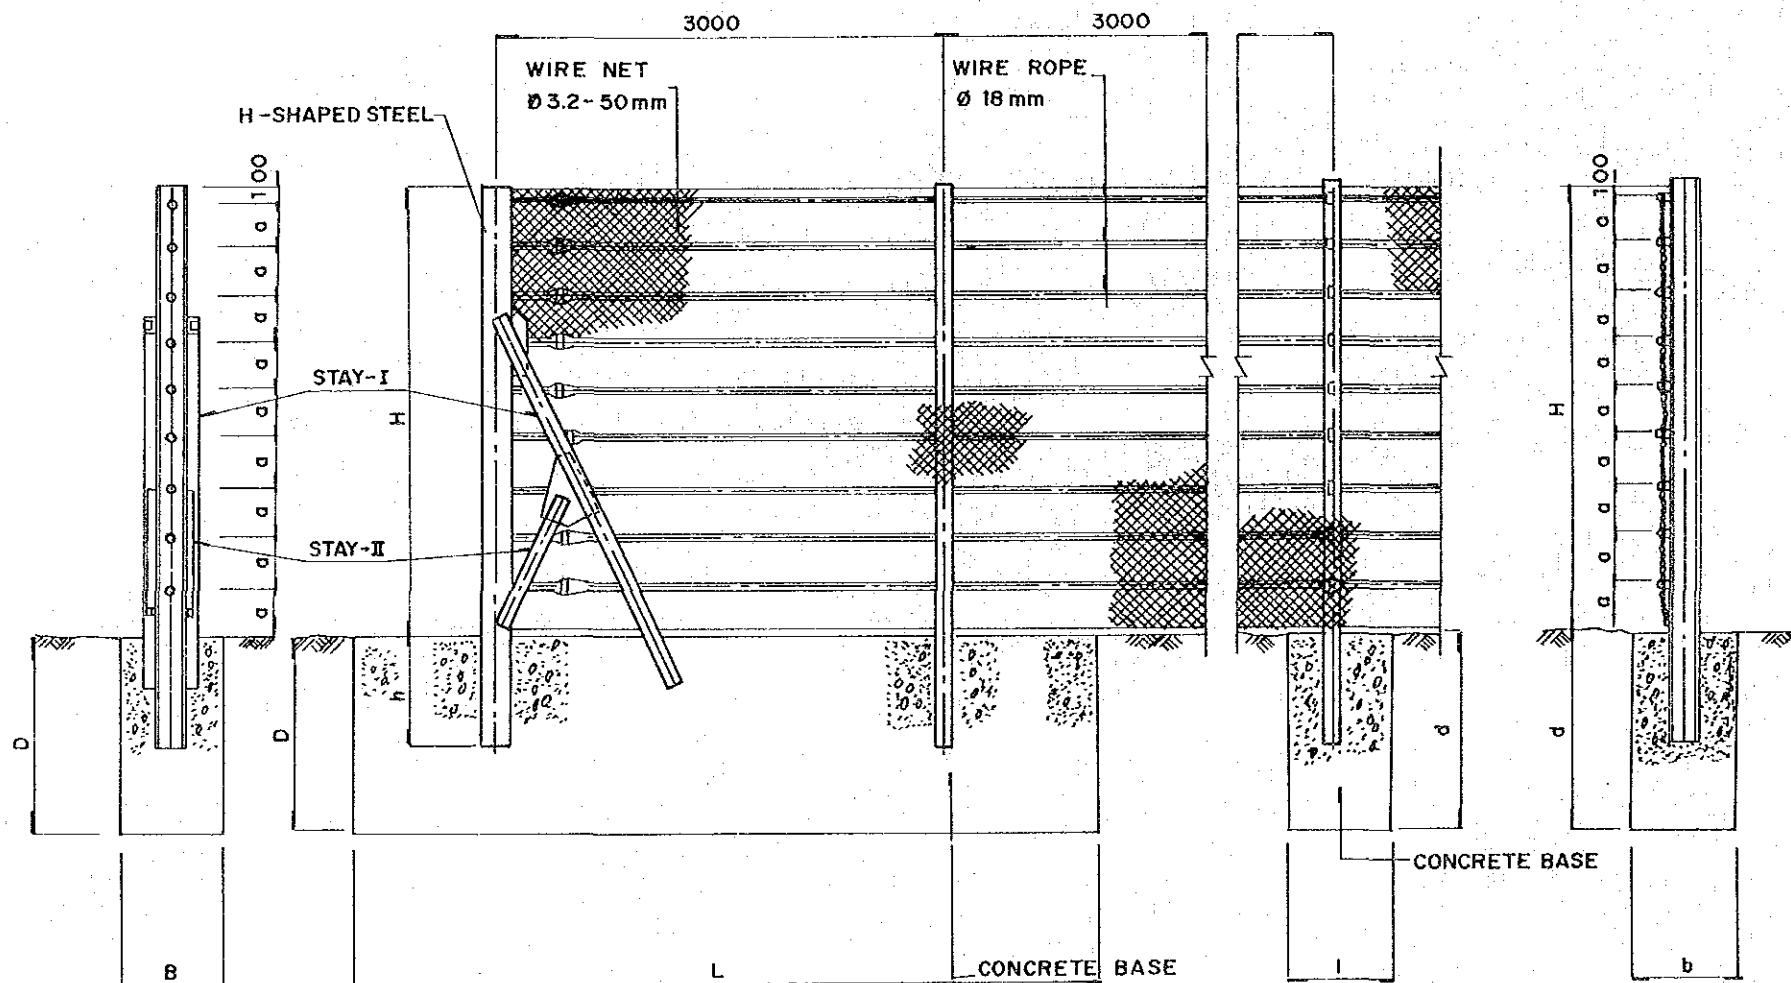 3000
3000
WIRE NET
Ø3.2~50mm
WIRE ROPE
Ø 18mm
H-SHAPED STEEL
100
a
a
a
a
a
a
a
a
a
STAY-I
STAY-II
H
h
D
D
B
L
CONCRETE BASE
d
CONCRETE BASE
l
100
a
a
a
a
a
a
a
a
a
H
d
b